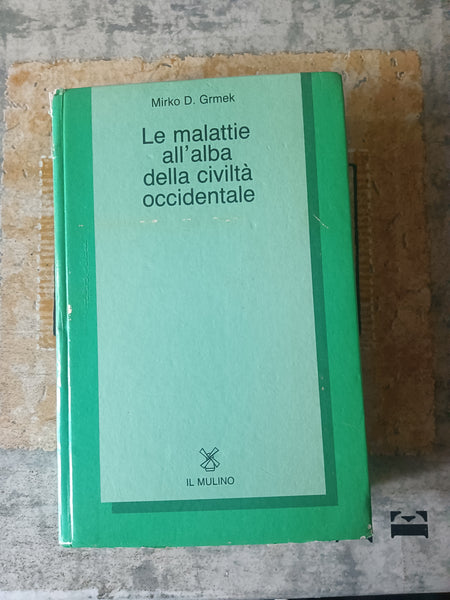 Mirko D. Grmek
Le malattie
all'alba
della civiltà
occidentale
IL MULINO